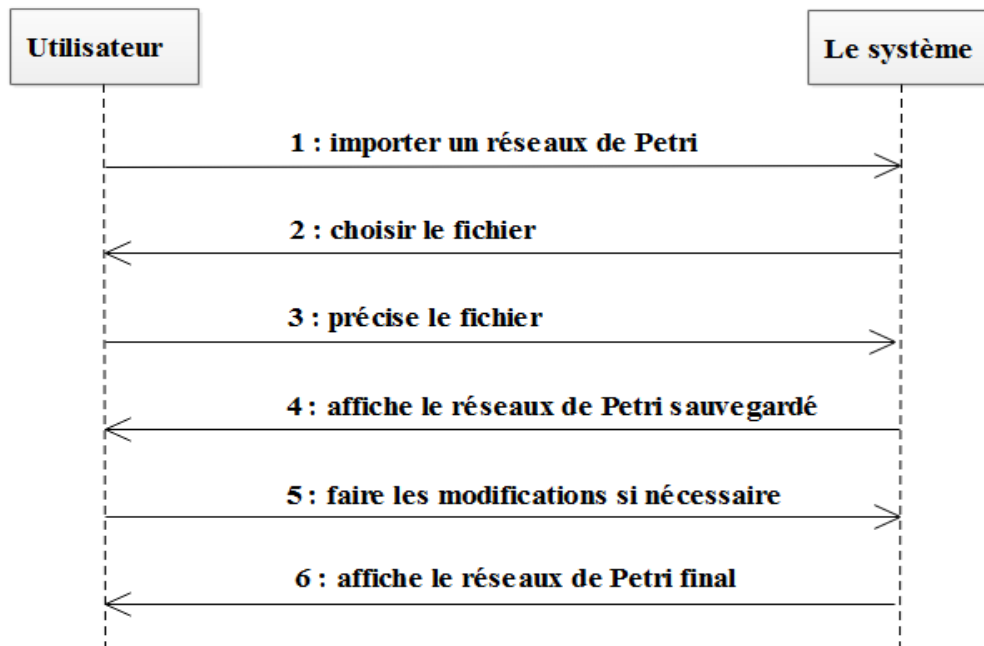 Utilisateur
Le système
1 : importer un réseaux de Petri
2 : choisir le fichier
3 : précise le fichier
4 : affiche le réseaux de Petri sauvegardé
5 : faire les modifications si nécessaire
6 : affiche le réseaux de Petri final